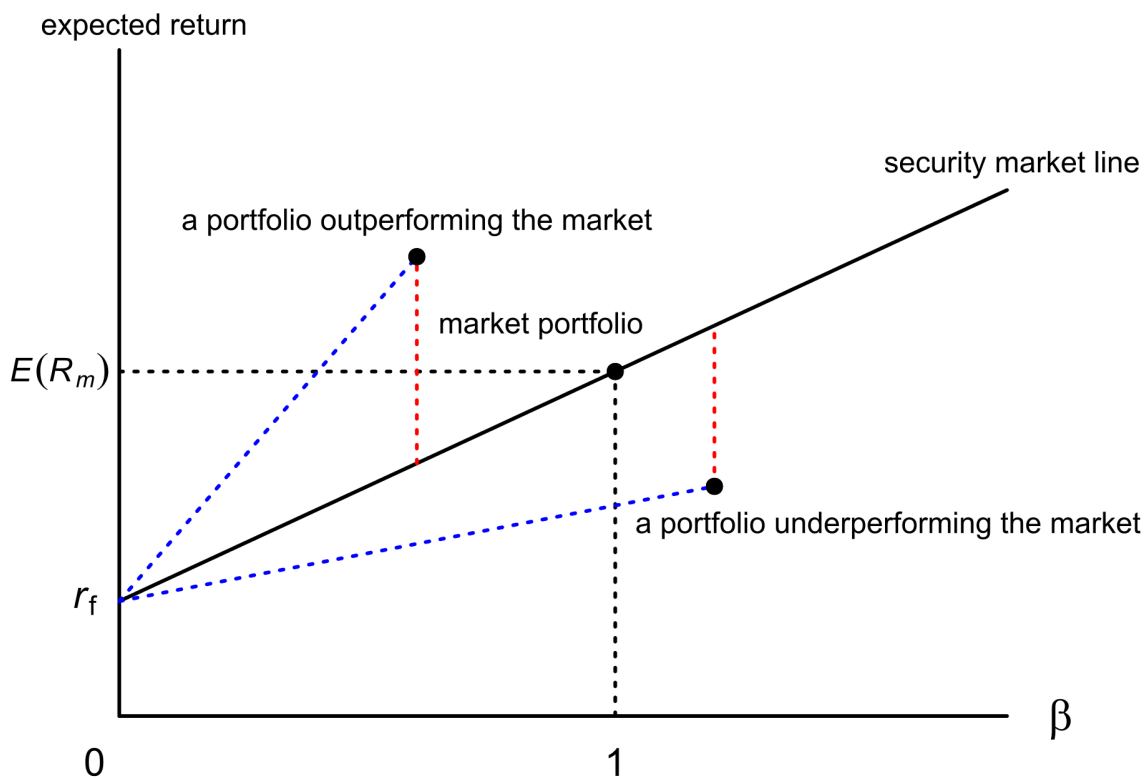 expected return
security market line
a portfolio outperforming the market
market portfolio
E(Rm)
a portfolio underperforming the market
rf
β
0
1